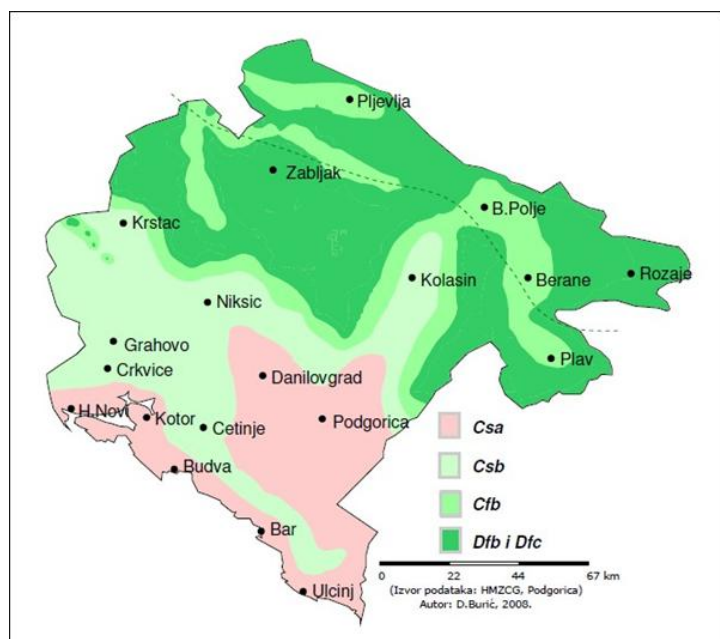 Pljevlja
Zabljak
B.Polje
Krstac
Kolasin
Berane
Rozaje
Niksic
Grahovo
Crkvice
Plav
Danilovgrad
H.Novi
Kotor
Cetinje
Podgorica
Budva
Bar
Ulcinj
Csa
Csb
Cfb
Dfb i Dfc
0 22 44 67 km
(Izvor podataka: HMZCG, Podgorica)
Autor: D.Burić, 2008.